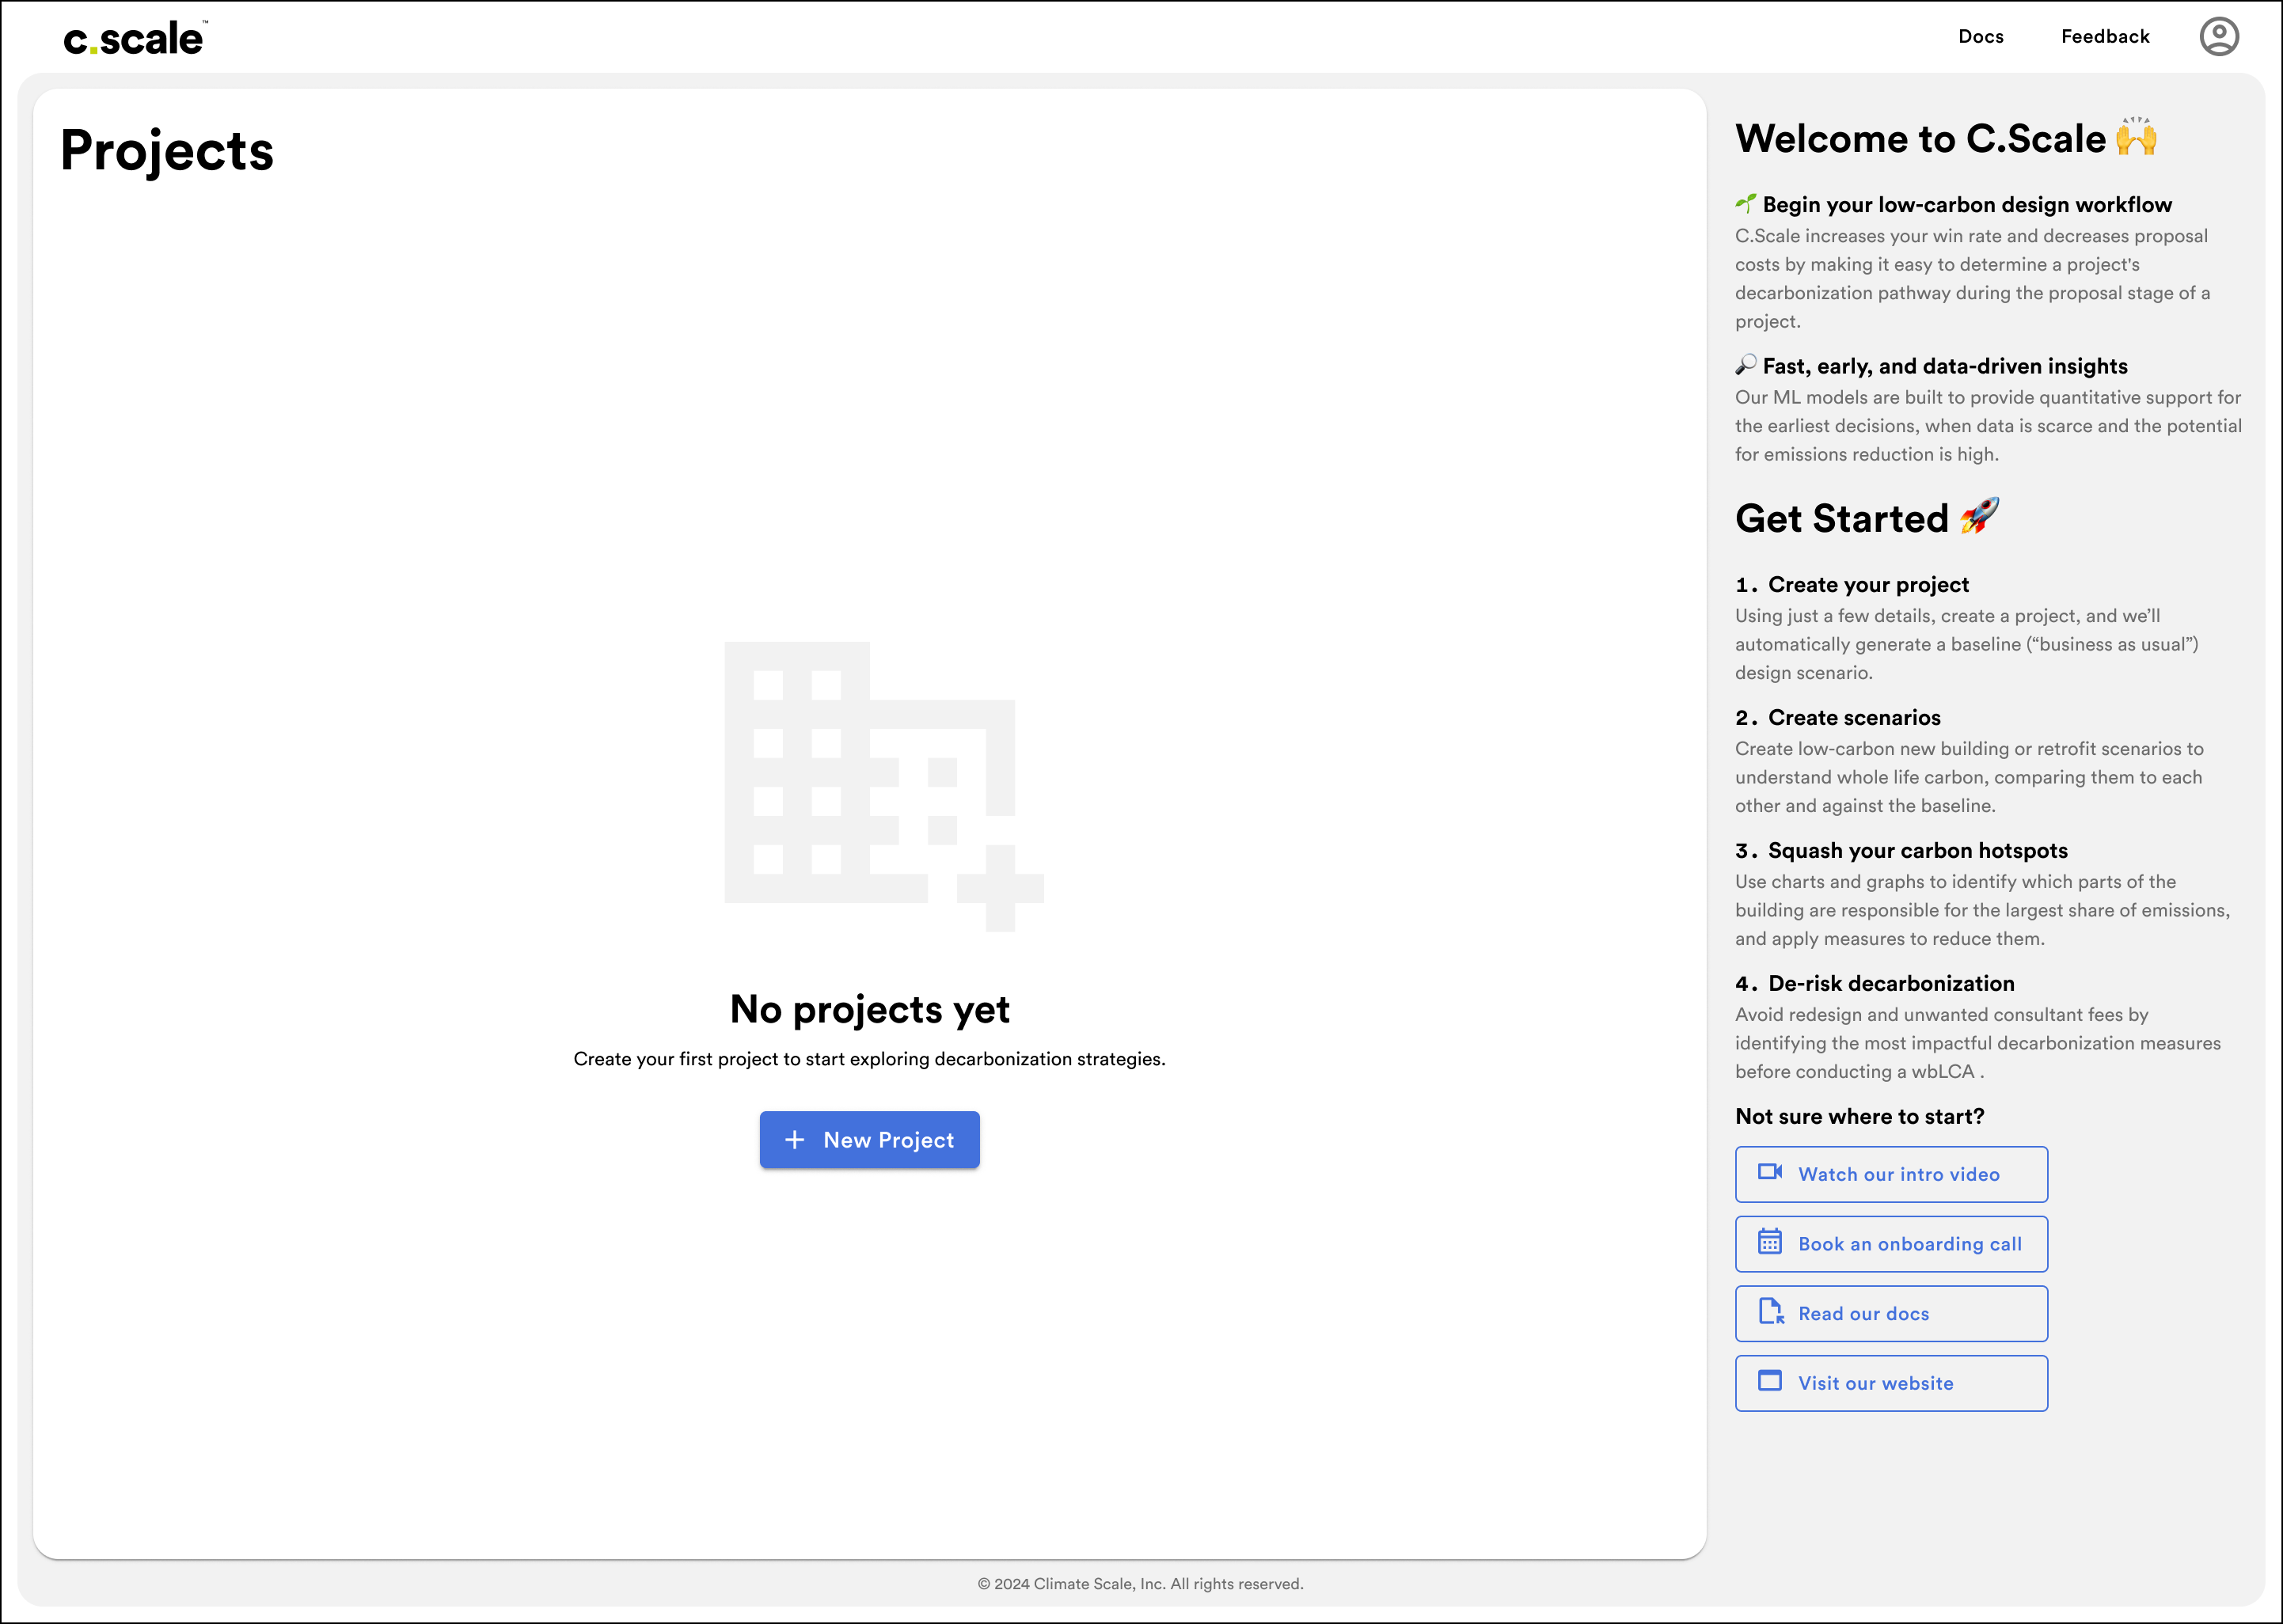 c.scale™
Docs
Feedback
Projects
No projects yet
Create your first project to start exploring decarbonization strategies.
+ New Project
Welcome to C.Scale 🙌
🌱 Begin your low-carbon design workflow
C.Scale increases your win rate and decreases proposal
costs by making it easy to determine a project's
decarbonization pathway during the proposal stage of a
project.
🔎 Fast, early, and data-driven insights
Our ML models are built to provide quantitative support for
the earliest decisions, when data is scarce and the potential
for emissions reduction is high.
Get Started 🚀
1. Create your project
Using just a few details, create a project, and we’ll
automatically generate a baseline (“business as usual”)
design scenario.
2. Create scenarios
Create low-carbon new building or retrofit scenarios to
understand whole life carbon, comparing them to each
other and against the baseline.
3. Squash your carbon hotspots
Use charts and graphs to identify which parts of the
building are responsible for the largest share of emissions,
and apply measures to reduce them.
4. De-risk decarbonization
Avoid redesign and unwanted consultant fees by
identifying the most impactful decarbonization measures
before conducting a wbLCA .
Not sure where to start?
Watch our intro video
Book an onboarding call
Read our docs
Visit our website
© 2024 Climate Scale, Inc. All rights reserved.